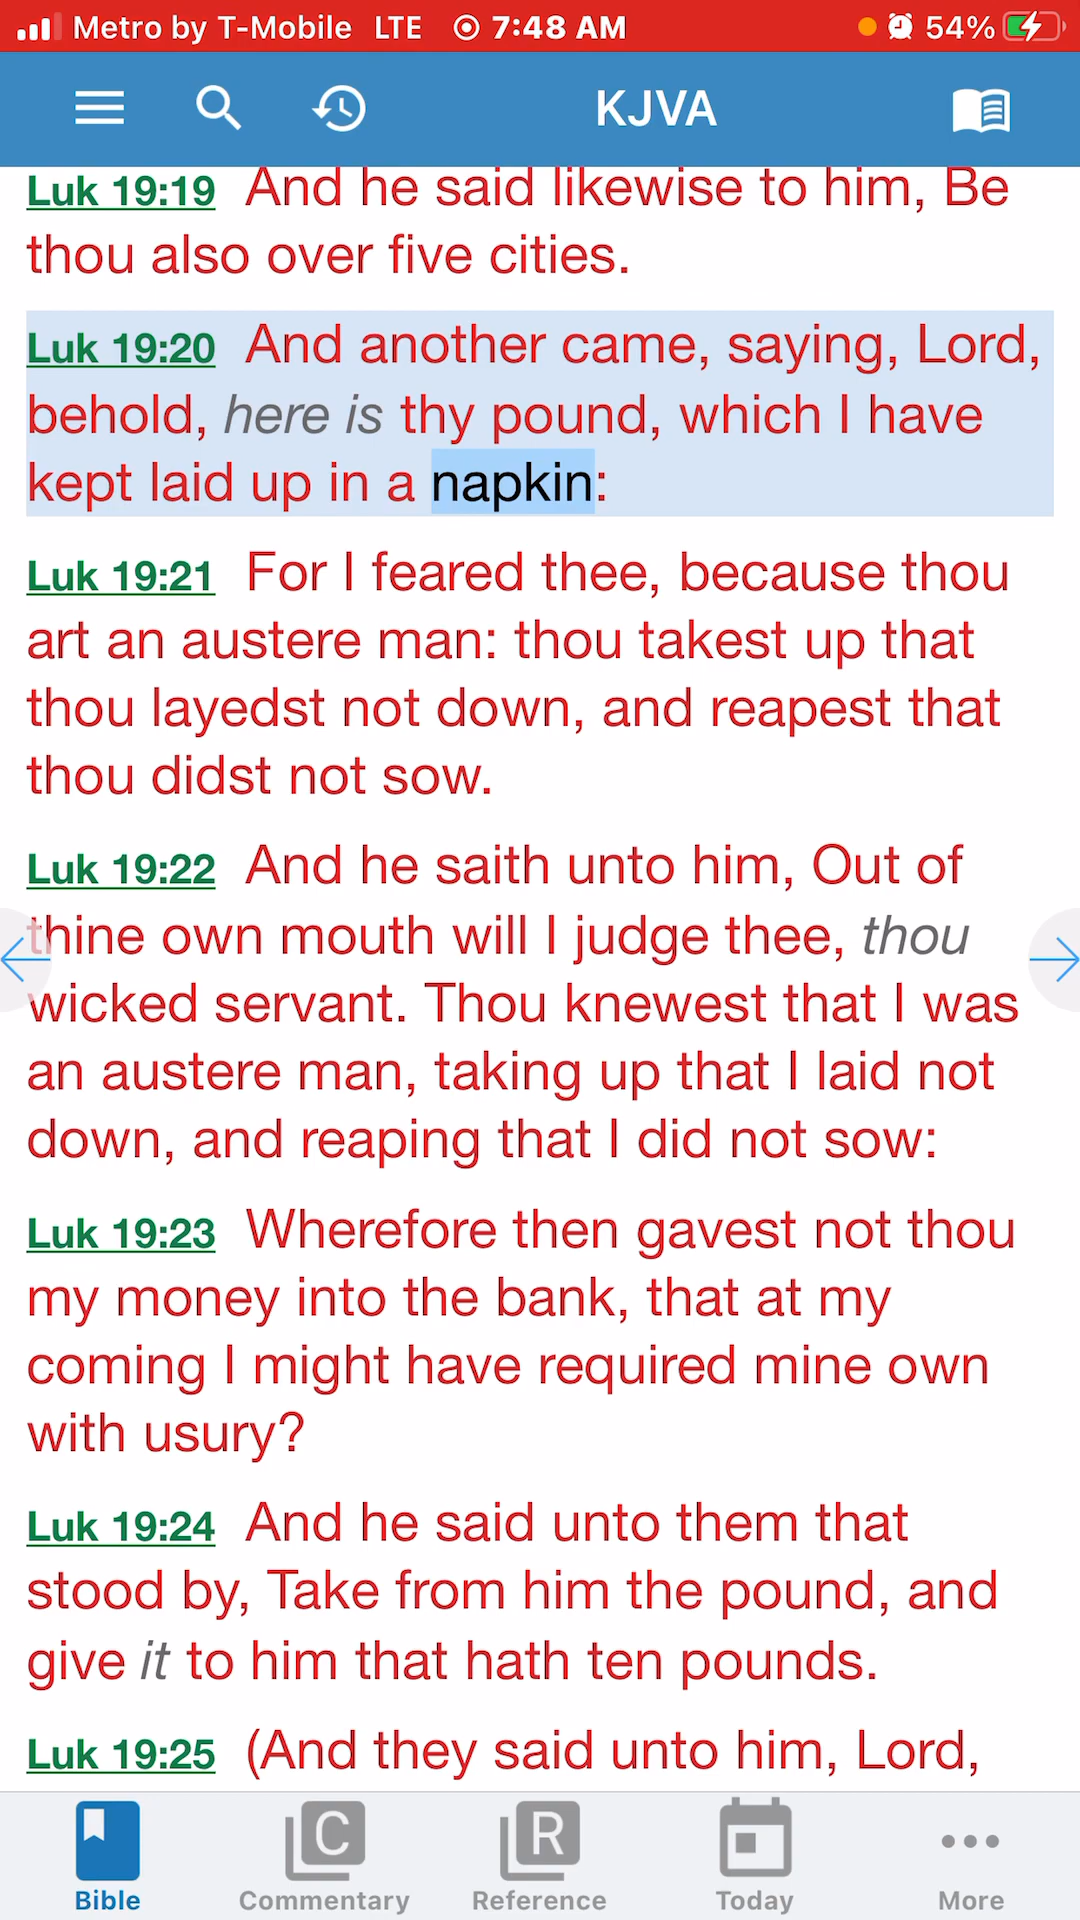 Metro by T-Mobile LTE 7:48 AM 54%
KJVA
Luk 19:19 And he said likewise to him, Be
thou also over five cities.
Luk 19:20 And another came, saying, Lord,
behold, here is thy pound, which I have
kept laid up in a napkin:
Luk 19:21 For I feared thee, because thou
art an austere man: thou takest up that
thou layedst not down, and reapest that
thou didst not sow.
Luk 19:22 And he saith unto him, Out of
thine own mouth will I judge thee, thou
wicked servant. Thou knewest that I was
an austere man, taking up that I laid not
down, and reaping that I did not sow:
Luk 19:23 Wherefore then gavest not thou
my money into the bank, that at my
coming I might have required mine own
with usury?
Luk 19:24 And he said unto them that
stood by, Take from him the pound, and
give it to him that hath ten pounds.
Luk 19:25 (And they said unto him, Lord,
C R
Bible Commentary Reference Today More